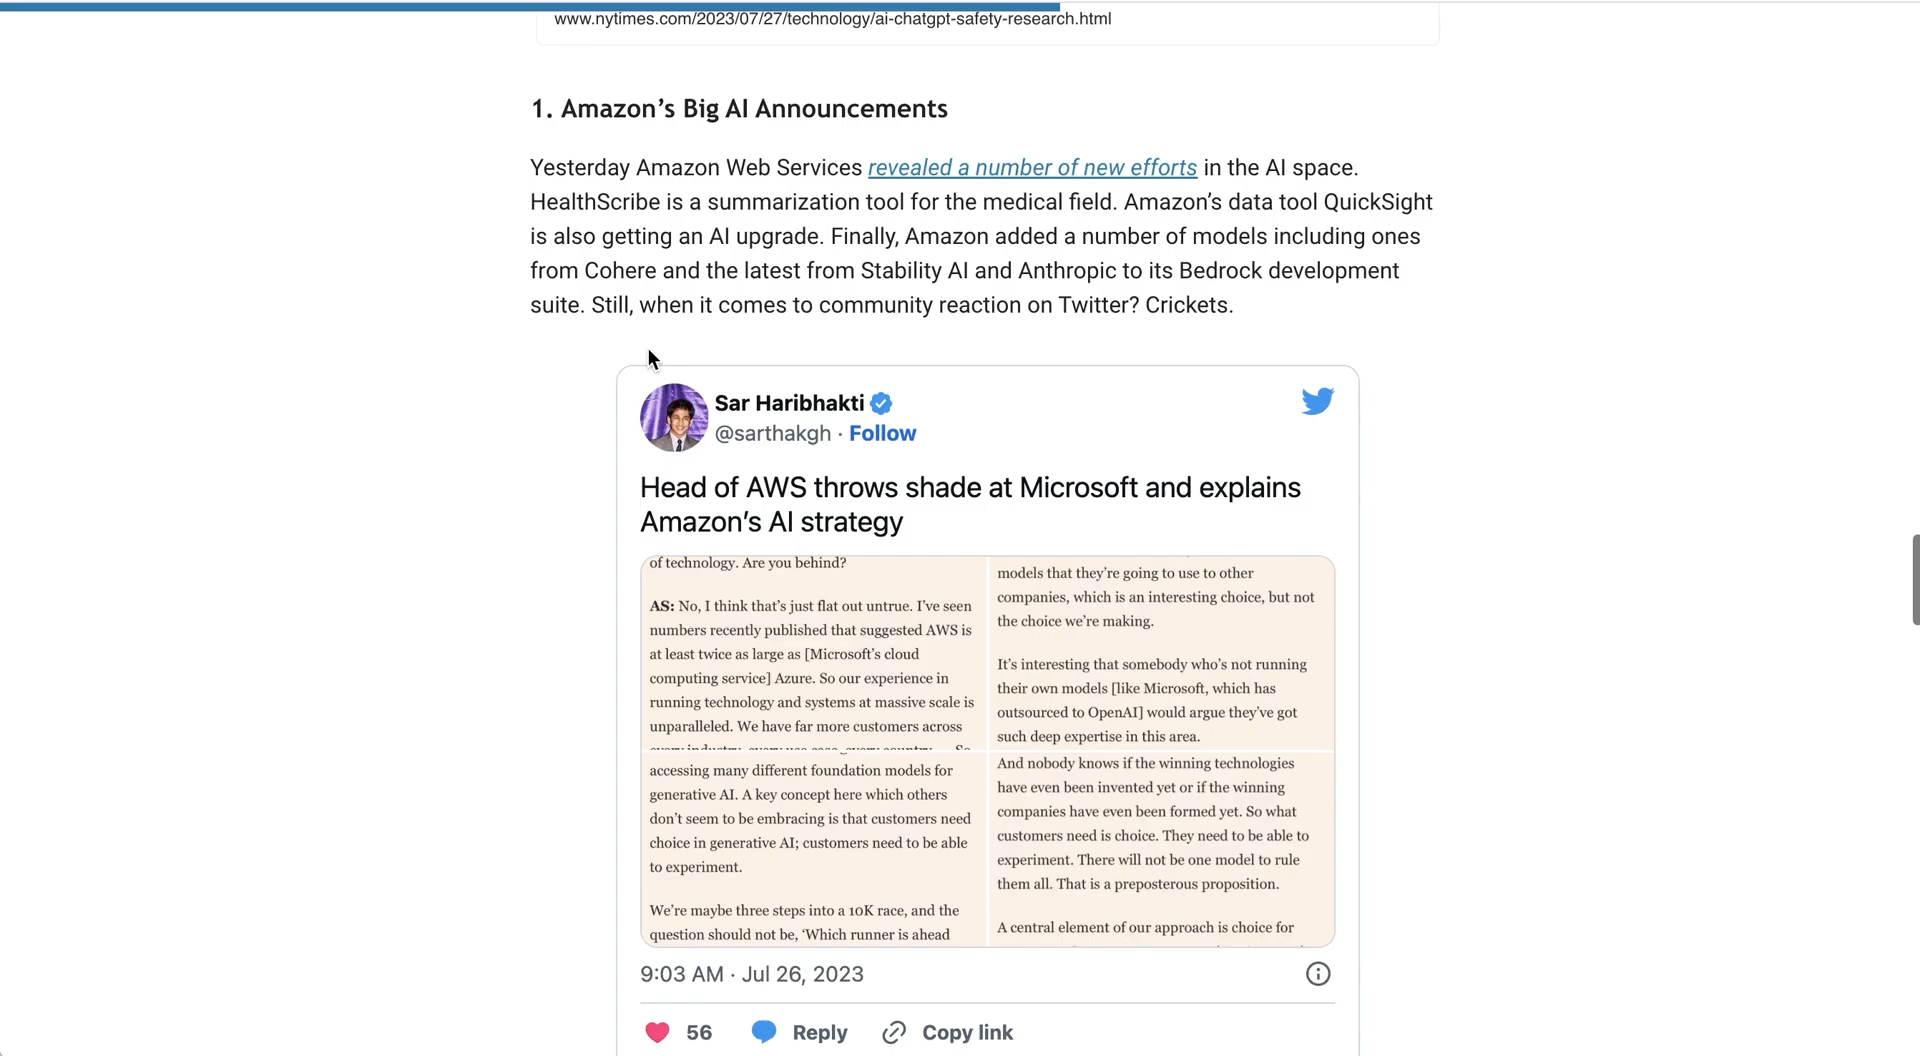 www.nytimes.com/2023/07/27/technology/ai-chatgpt-safety-research.html
1. Amazon’s Big AI Announcements
Yesterday Amazon Web Services revealed a number of new efforts in the AI space.
HealthScribe is a summarization tool for the medical field. Amazon’s data tool QuickSight
is also getting an AI upgrade. Finally, Amazon added a number of models including ones
from Cohere and the latest from Stability AI and Anthropic to its Bedrock development
suite. Still, when it comes to community reaction on Twitter? Crickets.
Sar Haribhakti
@sarthakgh · Follow
Head of AWS throws shade at Microsoft and explains
Amazon’s AI strategy
of technology. Are you behind?
AS: No, I think that’s just flat out untrue. I’ve seen
numbers recently published that suggested AWS is
at least twice as large as [Microsoft’s cloud
computing service] Azure. So our experience in
running technology and systems at massive scale is
unparalleled. We have far more customers across
every industry, every use case, every country ... So
models that they’re going to use to other
companies, which is an interesting choice, but not
the choice we’re making.
It’s interesting that somebody who’s not running
their own models [like Microsoft, which has
outsourced to OpenAI] would argue they’ve got
such deep expertise in this area.
accessing many different foundation models for
generative AI. A key concept here which others
don’t seem to be embracing is that customers need
choice in generative AI; customers need to be able
to experiment.
We’re maybe three steps into a 10K race, and the
question should not be, ‘Which runner is ahead
And nobody knows if the winning technologies
have even been invented yet or if the winning
companies have even been formed yet. So what
customers need is choice. They need to be able to
experiment. There will not be one model to rule
them all. That is a preposterous proposition.
A central element of our approach is choice for
9:03 AM · Jul 26, 2023
56
Reply
Copy link